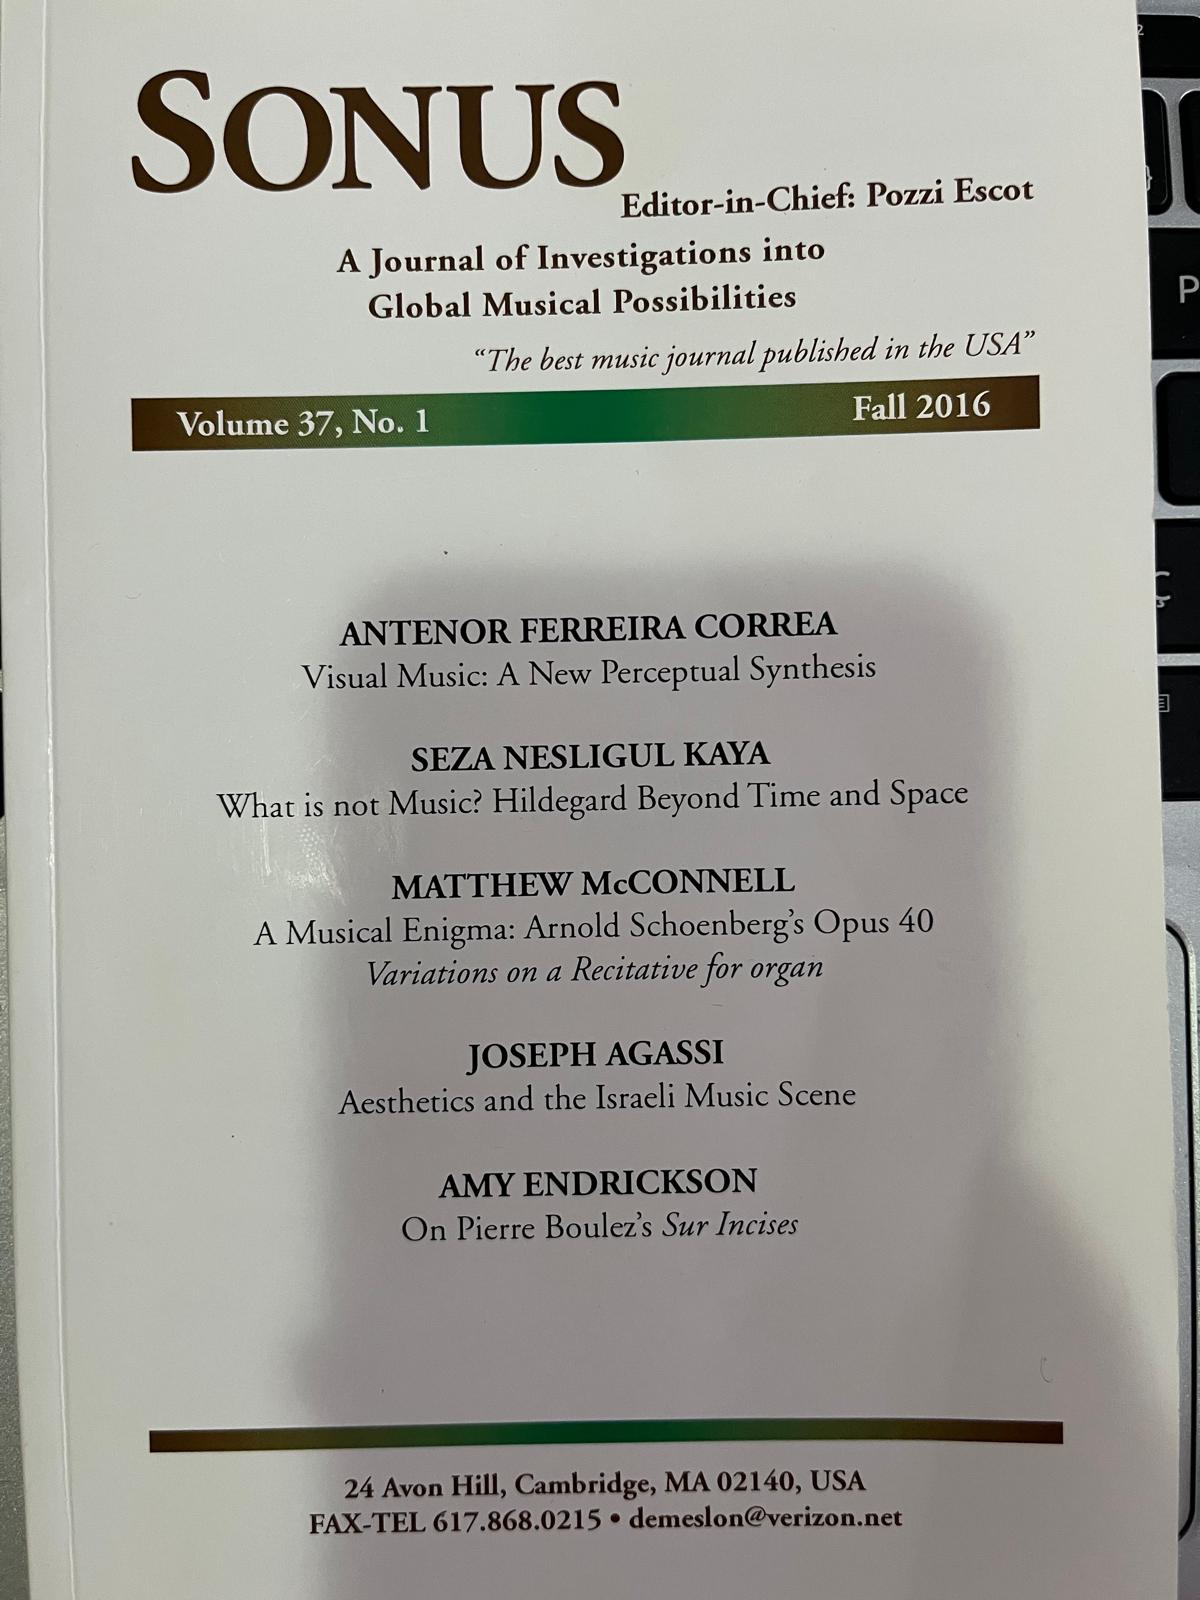 SONUS
Editor-in-Chief: Pozzi Escot
A Journal of Investigations into
Global Musical Possibilities
“The best music journal published in the USA”
Volume 37, No. 1
Fall 2016
ANTENOR FERREIRA CORREA
Visual Music: A New Perceptual Synthesis
SEZA NESLIGUL KAYA
What is not Music? Hildegard Beyond Time and Space
MATTHEW McCONNELL
A Musical Enigma: Arnold Schoenberg’s Opus 40
Variations on a Recitative for organ
JOSEPH AGASSI
Aesthetics and the Israeli Music Scene
AMY ENDRICKSON
On Pierre Boulez’s Sur Incises
24 Avon Hill, Cambridge, MA 02140, USA
FAX-TEL 617.868.0215 • demeslon@verizon.net
2
}
P
Ç